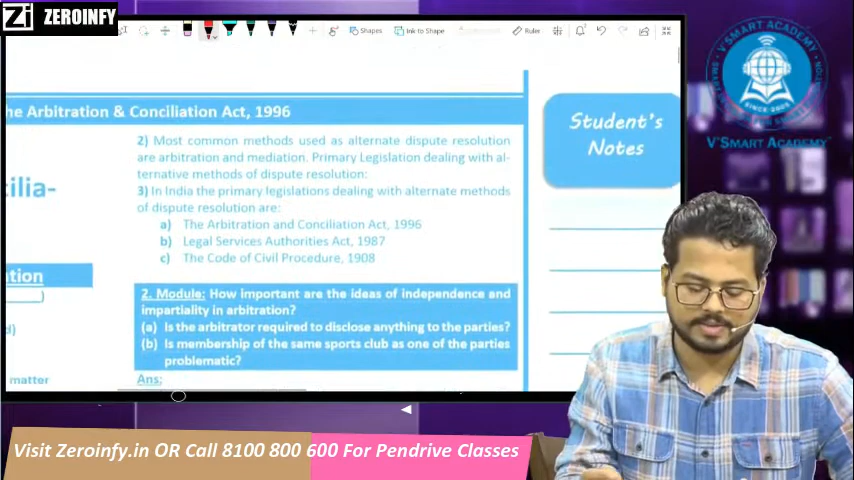 Zi ZEROINFY
Shapes
Ink to Shape
Ruler
he Arbitration & Conciliation Act, 1996
cilia-
ation
d)
matter
2) Most common methods used as alternate dispute resolution
are arbitration and mediation. Primary Legislation dealing with al-
ternative methods of dispute resolution:
3) In India the primary legislations dealing with alternate methods
of dispute resolution are:
a) The Arbitration and Conciliation Act, 1996
b) Legal Services Authorities Act, 1987
c) The Code of Civil Procedure, 1908
2. Module: How important are the ideas of independence and
impartiality in arbitration?
(a) Is the arbitrator required to disclose anything to the parties?
(b) Is membership of the same sports club as one of the parties
problematic?
Ans:
Student's
Notes
V'SMART ACADEMY
SINCE 2005
V'SMART ACADEMY
Visit Zeroinfy.in OR Call 8100 800 600 For Pendrive Classes